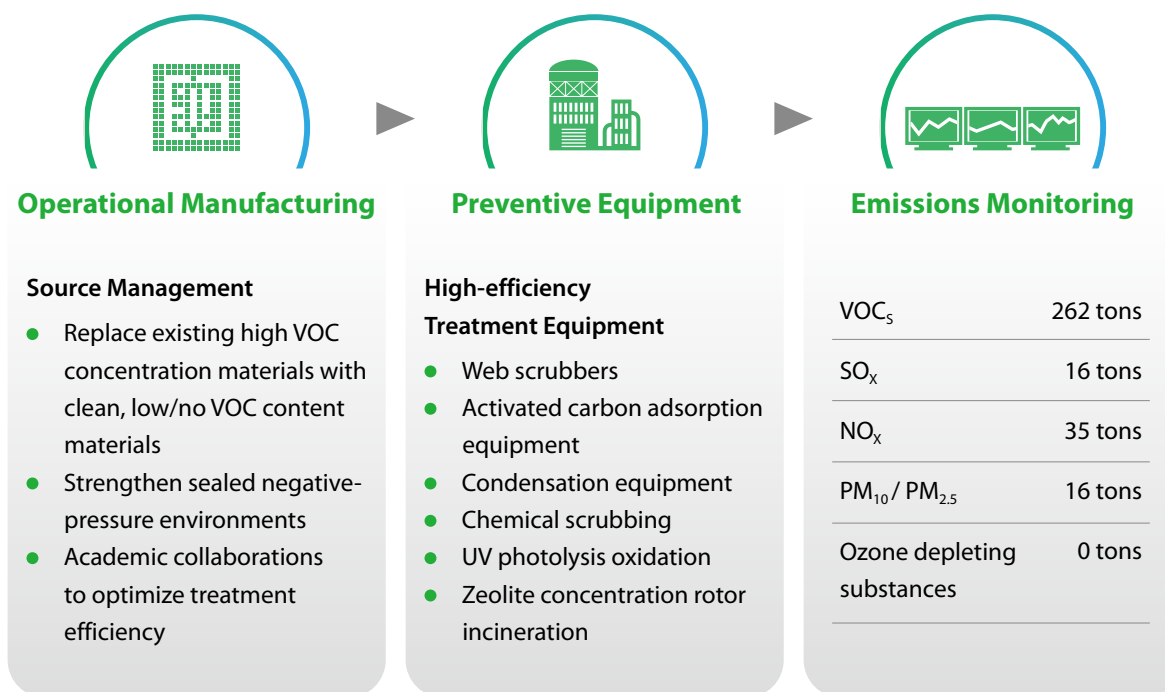 Operational Manufacturing
Source Management
● Replace existing high VOC
concentration materials with
clean, low/no VOC content
materials
● Strengthen sealed negative-
pressure environments
● Academic collaborations
to optimize treatment
efficiency
Preventive Equipment
High-efficiency
Treatment Equipment
● Web scrubbers
● Activated carbon adsorption
equipment
● Condensation equipment
● Chemical scrubbing
● UV photolysis oxidation
● Zeolite concentration rotor
incineration
Emissions Monitoring
VOCS 262 tons
SOX 16 tons
NOX 35 tons
PM10 / PM2.5 16 tons
Ozone depleting 0 tons
substances